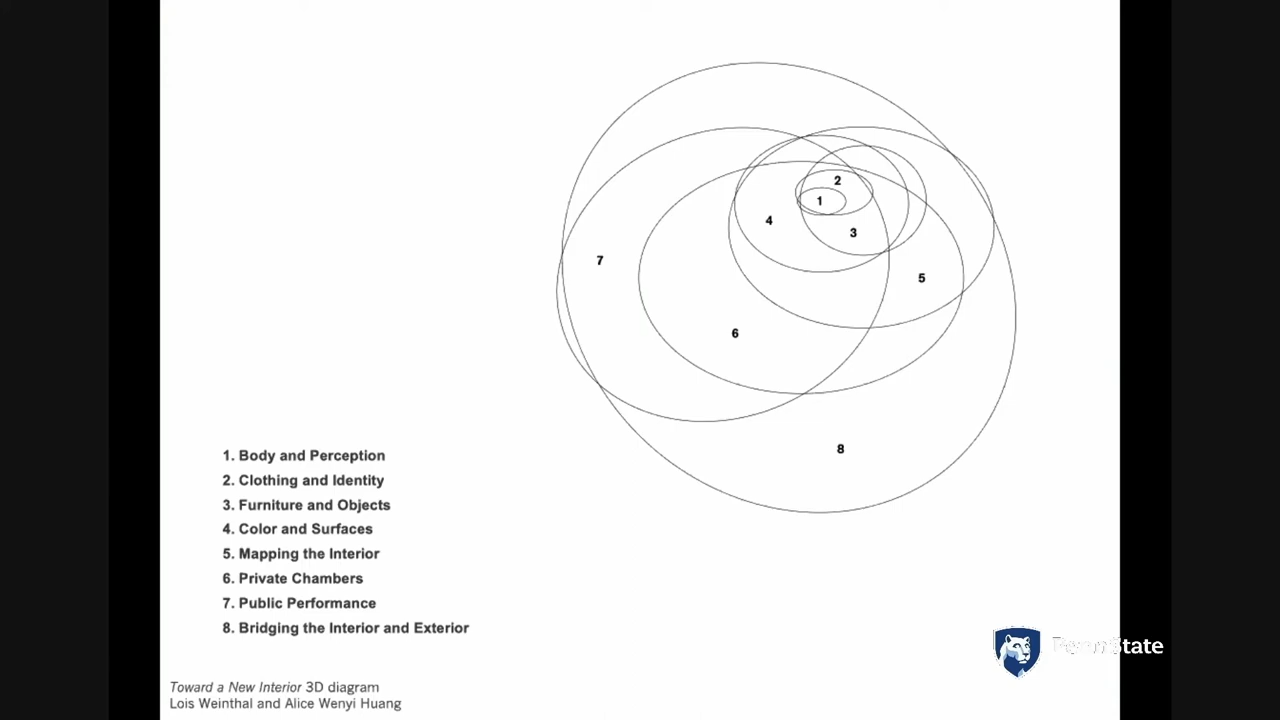 2
1
4
3
7
5
6
8
1. Body and Perception
2. Clothing and Identity
3. Furniture and Objects
4. Color and Surfaces
5. Mapping the Interior
6. Private Chambers
7. Public Performance
8. Bridging the Interior and Exterior
PennState
Toward a New Interior 3D diagram
Lois Weinthal and Alice Wenyi Huang